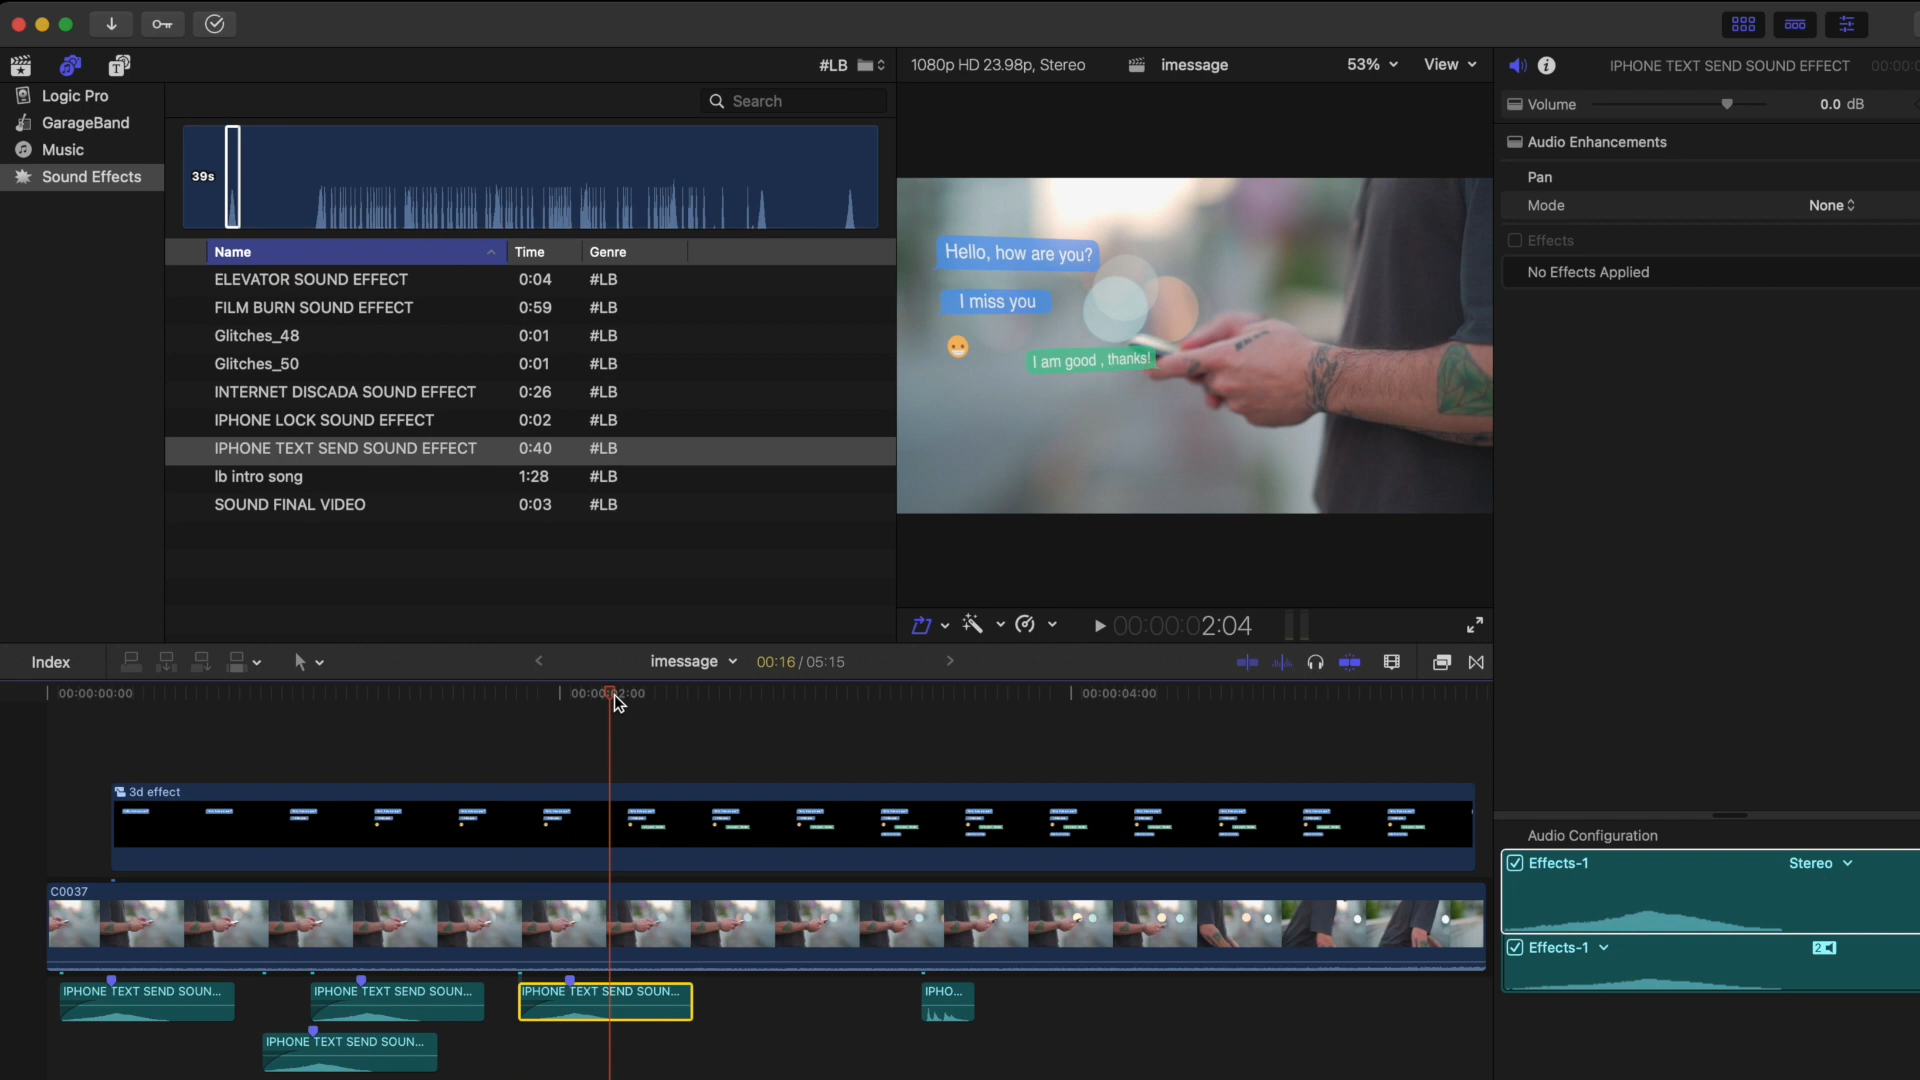 #LB
1080p HD 23.98p, Stereo
imessage
53%
View
IPHONE TEXT SEND SOUND EFFECT
Logic Pro
GarageBand
Music
Sound Effects
Search
39s
Name
Time
Genre
ELEVATOR SOUND EFFECT 0:04 #LB
FILM BURN SOUND EFFECT 0:59 #LB
Glitches_48 0:01 #LB
Glitches_50 0:01 #LB
INTERNET DISCADA SOUND EFFECT 0:26 #LB
IPHONE LOCK SOUND EFFECT 0:02 #LB
IPHONE TEXT SEND SOUND EFFECT 0:40 #LB
lb intro song 1:28 #LB
SOUND FINAL VIDEO 0:03 #LB
Hello, how are you?
I miss you
I am good , thanks!
Volume
0.0 dB
Audio Enhancements
Pan
Mode
None
Effects
No Effects Applied
00:00:02:04
Index
imessage
00:16 / 05:15
00:00:00:00
00:00:02:00
00:00:04:00
3d effect
C0037
IPHONE TEXT SEND SOUN...
IPHONE TEXT SEND SOUN...
IPHONE TEXT SEND SOUN...
IPHO...
IPHONE TEXT SEND SOUN...
Audio Configuration
Effects-1
Stereo
Effects-1
2